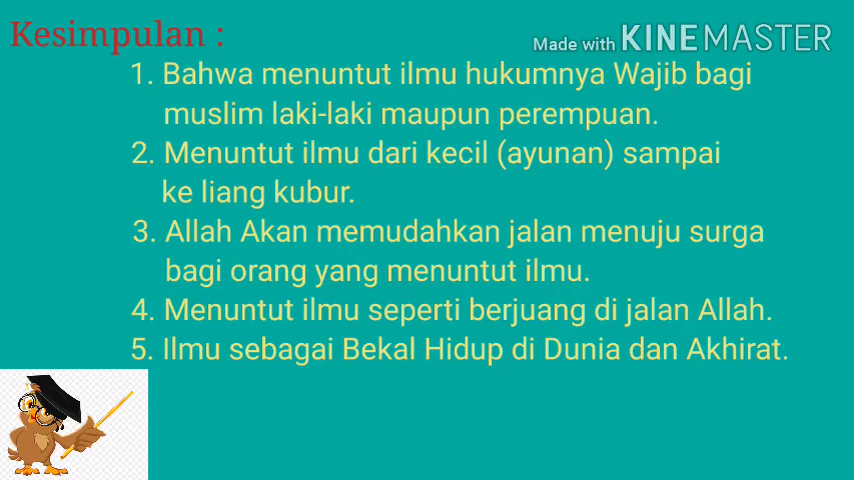 Kesimpulan :
Made with KINEMASTER
1. Bahwa menuntut ilmu hukumnya Wajib bagi
muslim laki-laki maupun perempuan.
2. Menuntut ilmu dari kecil (ayunan) sampai
ke liang kubur.
3. Allah Akan memudahkan jalan menuju surga
bagi orang yang menuntut ilmu.
4. Menuntut ilmu seperti berjuang di jalan Allah.
5. Ilmu sebagai Bekal Hidup di Dunia dan Akhirat.